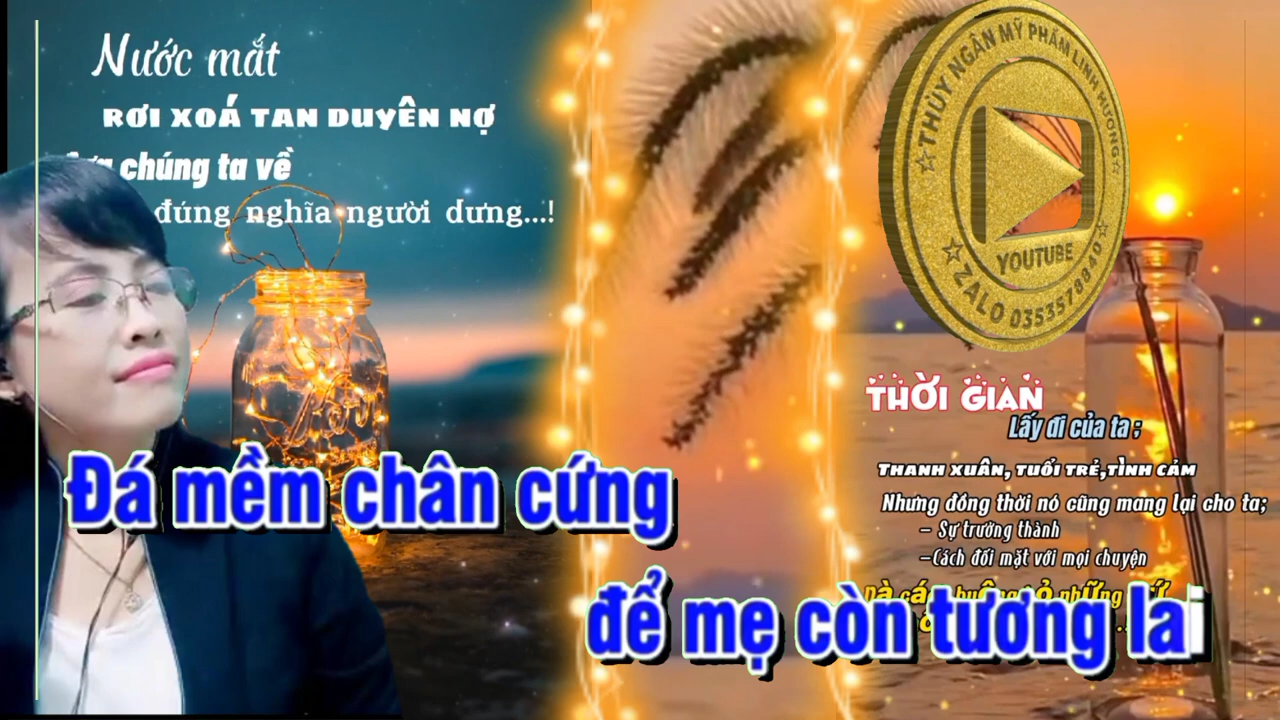 Nước mắt
RƠI XOÁ TAN DUYÊN NỢ
chúng ta về
đúng nghĩa người dưng...!
☆THÙY NGÂN MỸ PHẨM LINH HƯƠNG☆
YOUTUBE
☆ZALO 0353578840☆
THỜI GIAN
Lấy đi của ta ;
THANH XUÂN, TUỔI TRẺ,TÌNH CẢM
Nhưng đồng thời nó cũng mang lại cho ta;
– Sự trưởng thành
–Cách đối mặt với mọi chuyện
Đá mềm chân cứng
để mẹ còn tương lai